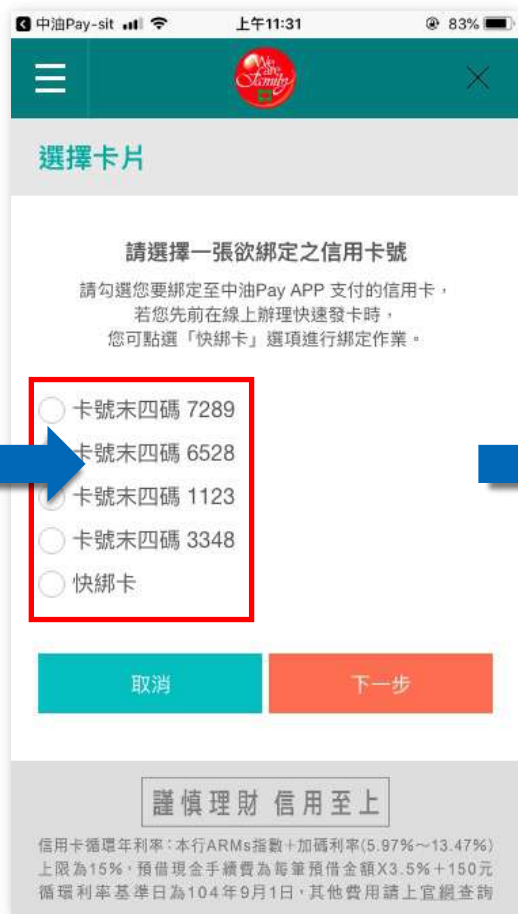 中油Pay-sit 上午11:31 83%
We Care Family
選擇卡片
請選擇一張欲綁定之信用卡號
請勾選您要綁定至中油Pay APP 支付的信用卡，
若您先前在線上辦理快速發卡時，
您可點選「快綁卡」選項進行綁定作業。
卡號末四碼 7289
卡號末四碼 6528
卡號末四碼 1123
卡號末四碼 3348
快綁卡
取消 下一步
謹慎理財 信用至上
信用卡循環年利率：本行ARMs指數＋加碼利率(5.97%～13.47%)
上限為15%，預借現金手續費為每筆預借金額X3.5%＋150元
循環利率基準日為104年9月1日，其他費用請上官網查詢